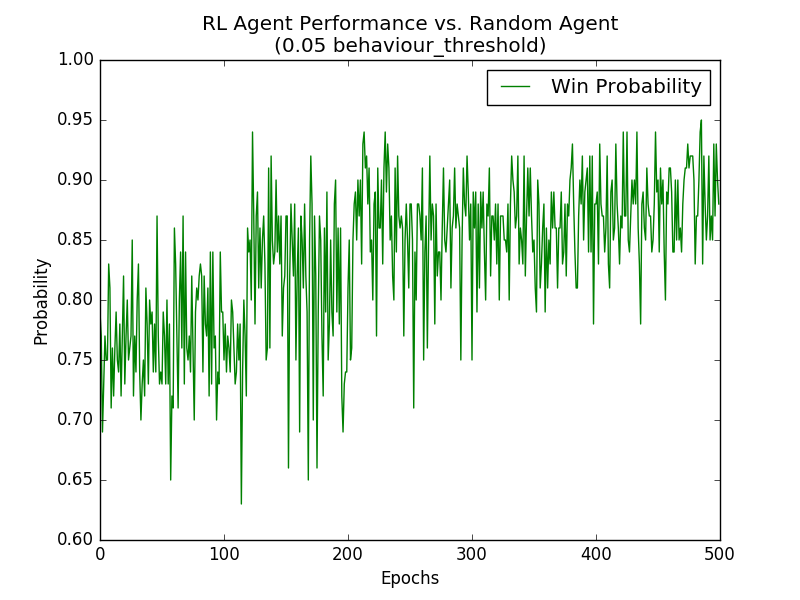 RL Agent Performance vs. Random Agent
(0.05 behaviour_threshold)
1.00
Win Probability
0.95
0.90
0.85
0.80
Probability
0.75
0.70
0.65
0.60
0 100 200 300 400 500
Epochs